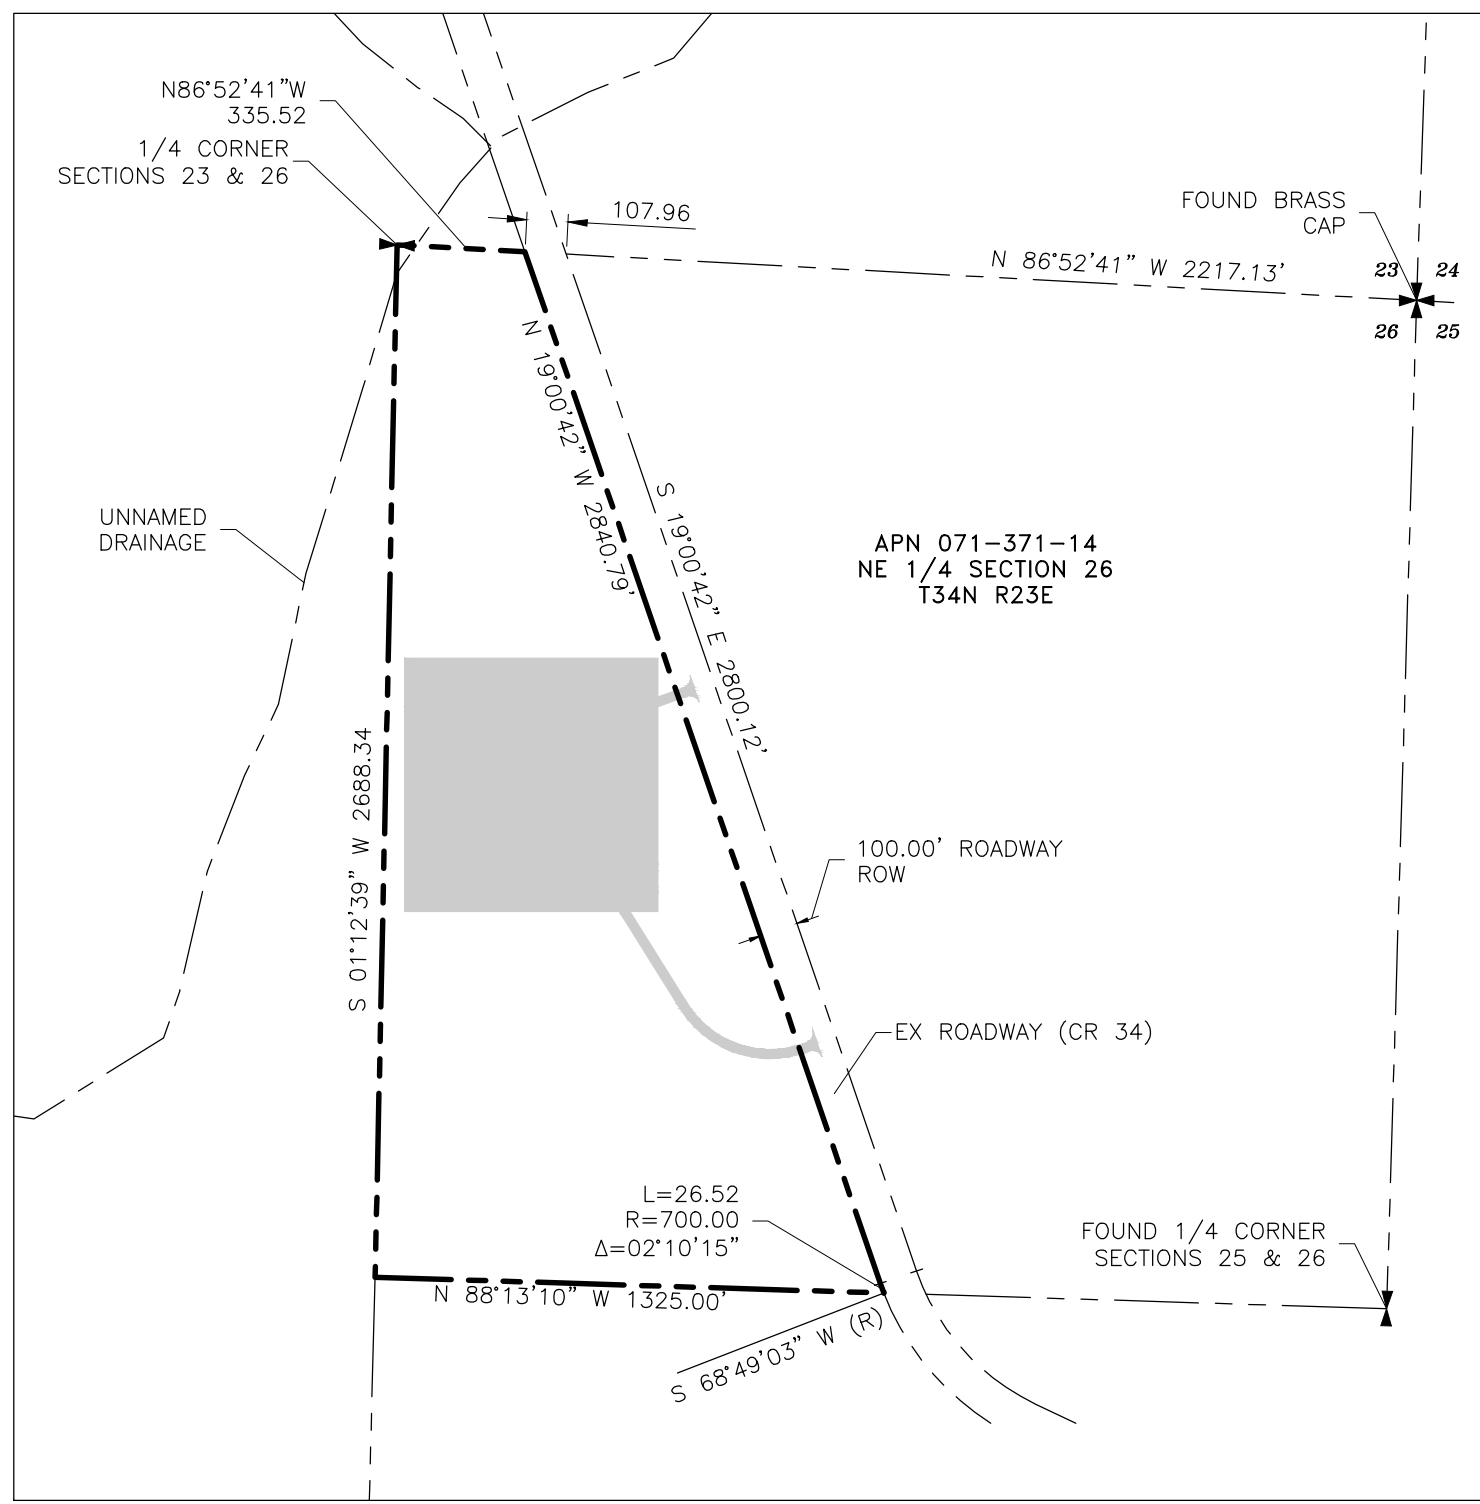 N86°52'41"W
335.52
1/4 CORNER
SECTIONS 23 & 26
107.96
FOUND BRASS
CAP
N 86°52'41" W 2217.13'
23 24
26 25
N 19°00'42" W 2840.79'
S 19°00'42" E 2800.12'
UNNAMED
DRAINAGE
APN 071-371-14
NE 1/4 SECTION 26
T34N R23E
S 01°12'39" W 2688.34
100.00' ROADWAY
ROW
EX ROADWAY (CR 34)
L=26.52
R=700.00
Δ=02°10'15"
FOUND 1/4 CORNER
SECTIONS 25 & 26
N 88°13'10" W 1325.00'
S 68°49'03" W (R)